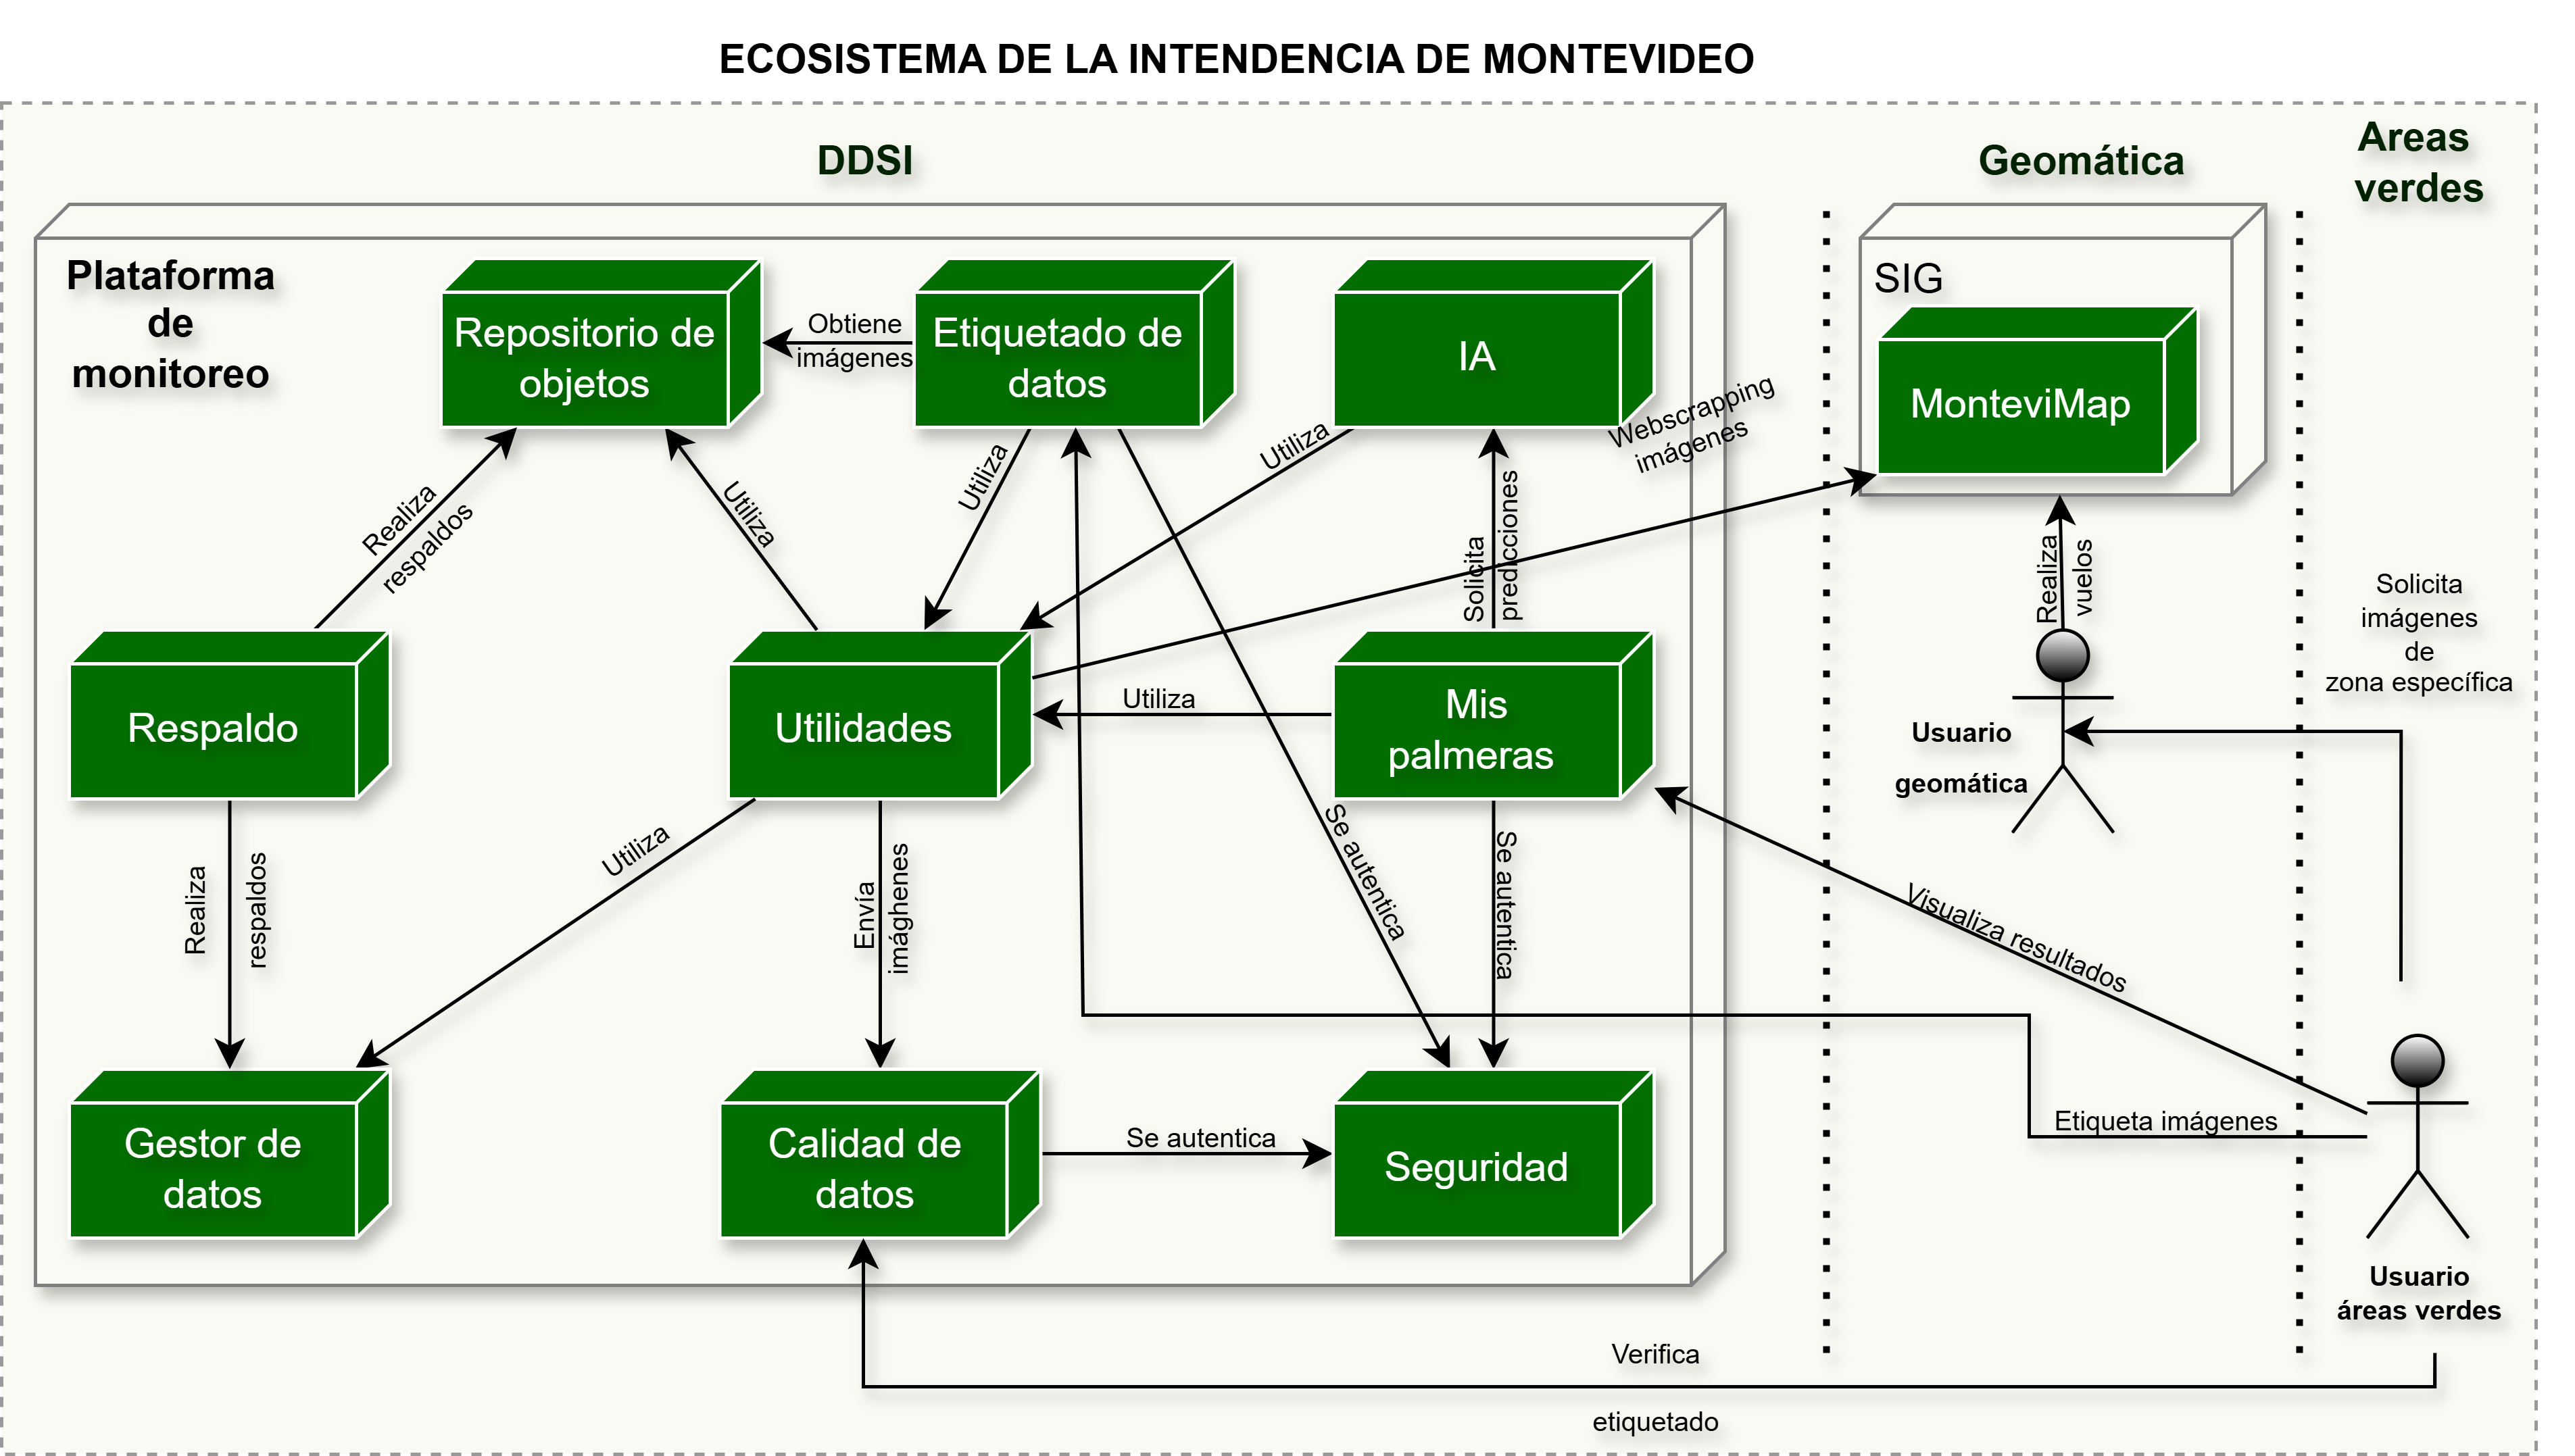 ECOSISTEMA DE LA INTENDENCIA DE MONTEVIDEO
DDSI
Geomática
Areas
verdes
Plataforma
de
monitoreo
Repositorio de
objetos
Obtiene
imágenes
Etiquetado de
datos
IA
SIG
MonteviMap
Webscrapping
imágenes
Realiza
respaldos
Utiliza
Utiliza
Utiliza
Solicita
predicciones
Realiza
vuelos
Solicita
imágenes
de
zona específica
Respaldo
Utilidades
Utiliza
Mis
palmeras
Usuario
geomática
Realiza
respaldos
Utiliza
Envía
imághenes
Se autentica
Se autentica
Visualiza resultados
Gestor de
datos
Calidad de
datos
Se autentica
Seguridad
Etiqueta imágenes
Usuario
áreas verdes
Verifica
etiquetado